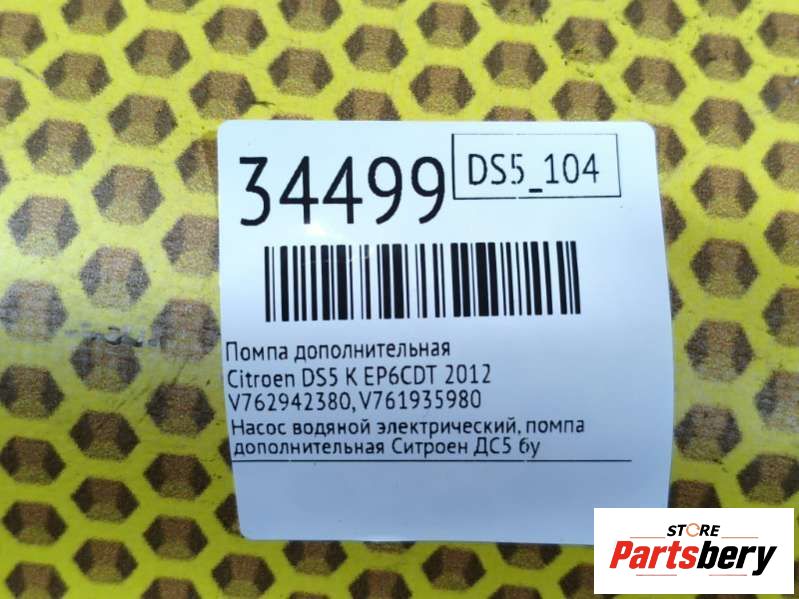 34499
DS5_104
Помпа дополнительная
Citroen DS5 K EP6CDT 2012
V762942380, V761935980
Насос водяной электрический, помпа
дополнительная Ситроен ДС5 бу
STORE
Partsbery